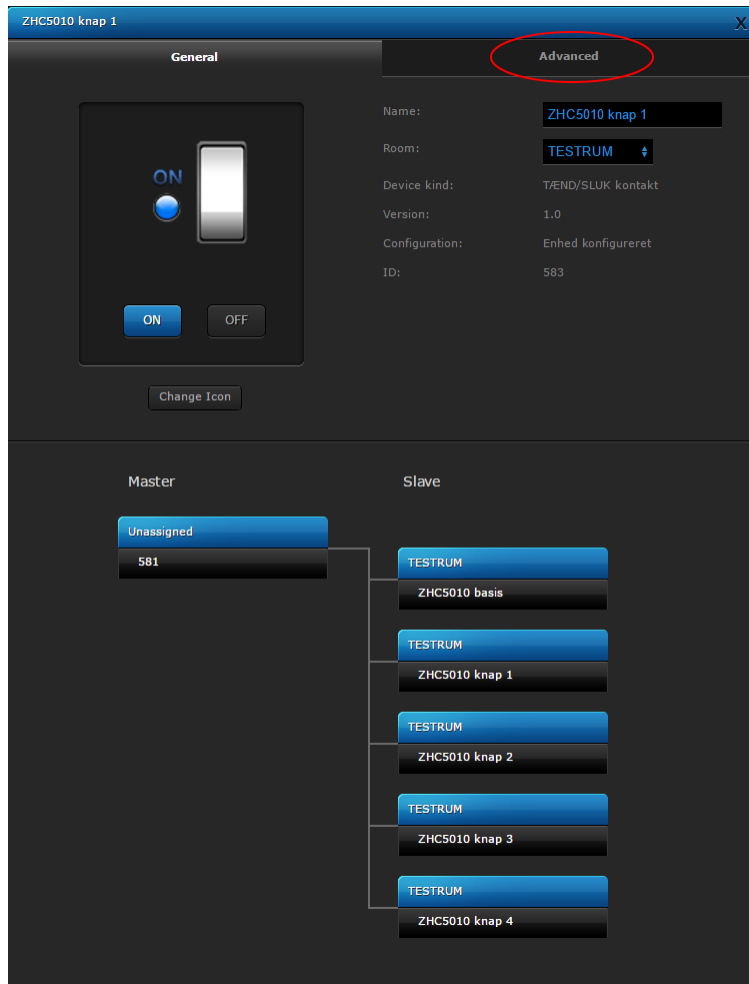 ZHC5010 knap 1
X
General
Advanced
ON
ON
OFF
Change Icon
Name:
ZHC5010 knap 1
Room:
TESTRUM
Device kind:
TÆND/SLUK kontakt
Version:
1.0
Configuration:
Enhed konfigureret
ID:
583
Master
Slave
Unassigned
581
TESTRUM
ZHC5010 basis
TESTRUM
ZHC5010 knap 1
TESTRUM
ZHC5010 knap 2
TESTRUM
ZHC5010 knap 3
TESTRUM
ZHC5010 knap 4